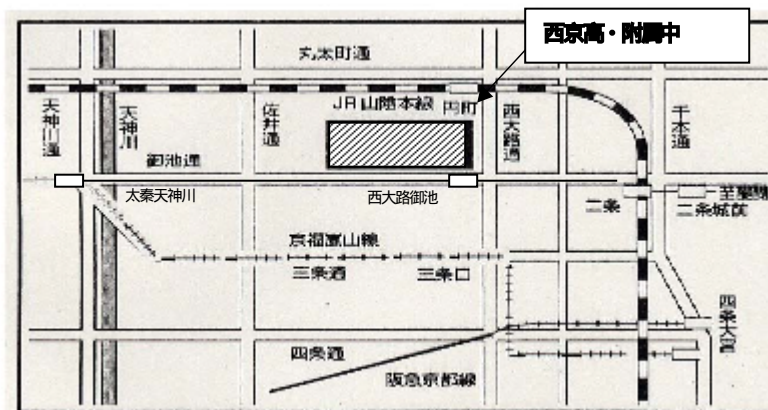 西京高・附属中
丸太町通
JR山陰本線
円町
天神川通
天神川
佐井通
西大路通
千本通
御池通
太秦天神川
西大路御池
二条
二条城前
京福嵐山線
三条通
三条口
四条大宮
四条通
阪急京都線